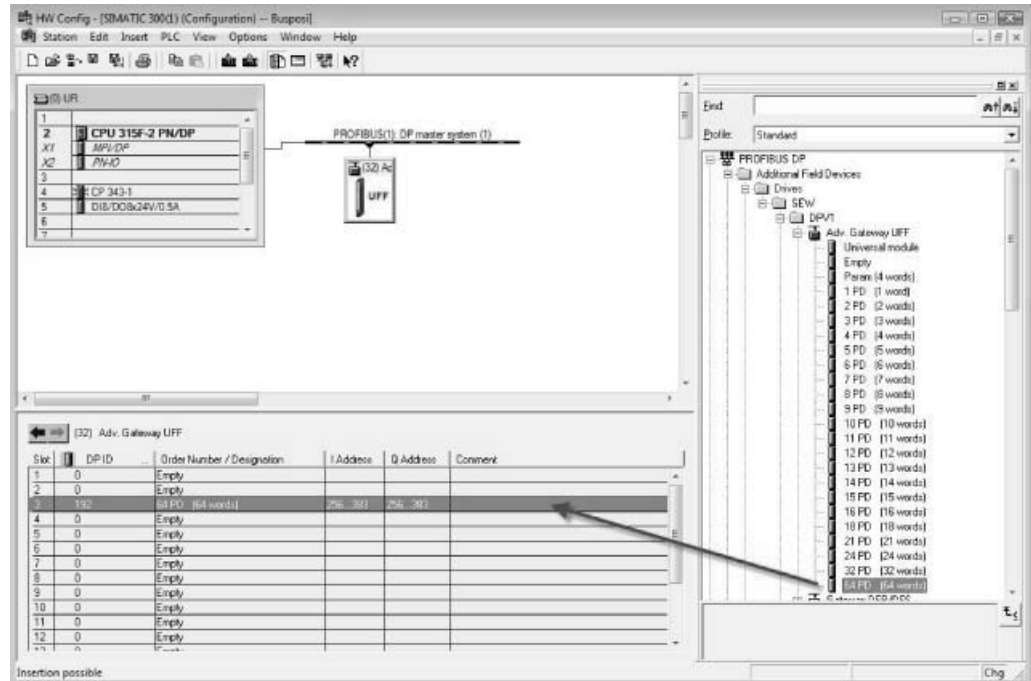 HW Config - [SIMATIC 300(1) (Configuration) -- Busposi]
Station Edit Insert PLC View Options Window Help
(0) UR
1
2 CPU 315F-2 PN/DP
X1 MPI/DP
X2 PN-IO
3
4 CP 343-1
5 DI8/DO8x24V/0.5A
6
7
PROFIBUS(1): DP master system (1)
(32) Ad
UFF
Find:
Profile: Standard
PROFIBUS DP
Additional Field Devices
Drives
SEW
DPV1
Adv. Gateway UFF
Universal module
Empty
Param (4 words)
1 PD (1 word)
2 PD (2 words)
3 PD (3 words)
4 PD (4 words)
5 PD (5 words)
6 PD (6 words)
7 PD (7 words)
8 PD (8 words)
9 PD (9 words)
10 PD (10 words)
11 PD (11 words)
12 PD (12 words)
13 PD (13 words)
14 PD (14 words)
15 PD (15 words)
16 PD (16 words)
18 PD (18 words)
21 PD (21 words)
24 PD (24 words)
32 PD (32 words)
64 PD (64 words)
(32) Adv. Gateway UFF
Slot DP ID ... Order Number / Designation I Address Q Address Comment
1 0 Empty
2 0 Empty
3 192 64 PD (64 words) 256...383 256...383
4 0 Empty
5 0 Empty
6 0 Empty
7 0 Empty
8 0 Empty
9 0 Empty
10 0 Empty
11 0 Empty
12 0 Empty
Insertion possible
Chg